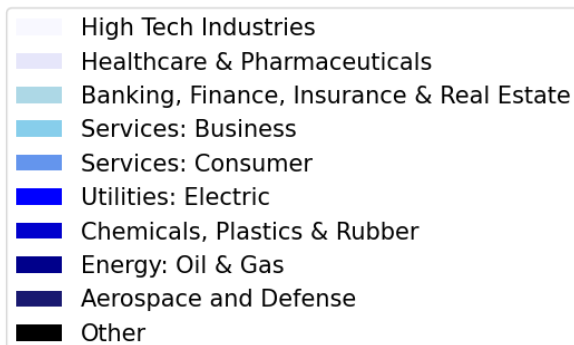 High Tech Industries
Healthcare & Pharmaceuticals
Banking, Finance, Insurance & Real Estate
Services: Business
Services: Consumer
Utilities: Electric
Chemicals, Plastics & Rubber
Energy: Oil & Gas
Aerospace and Defense
Other